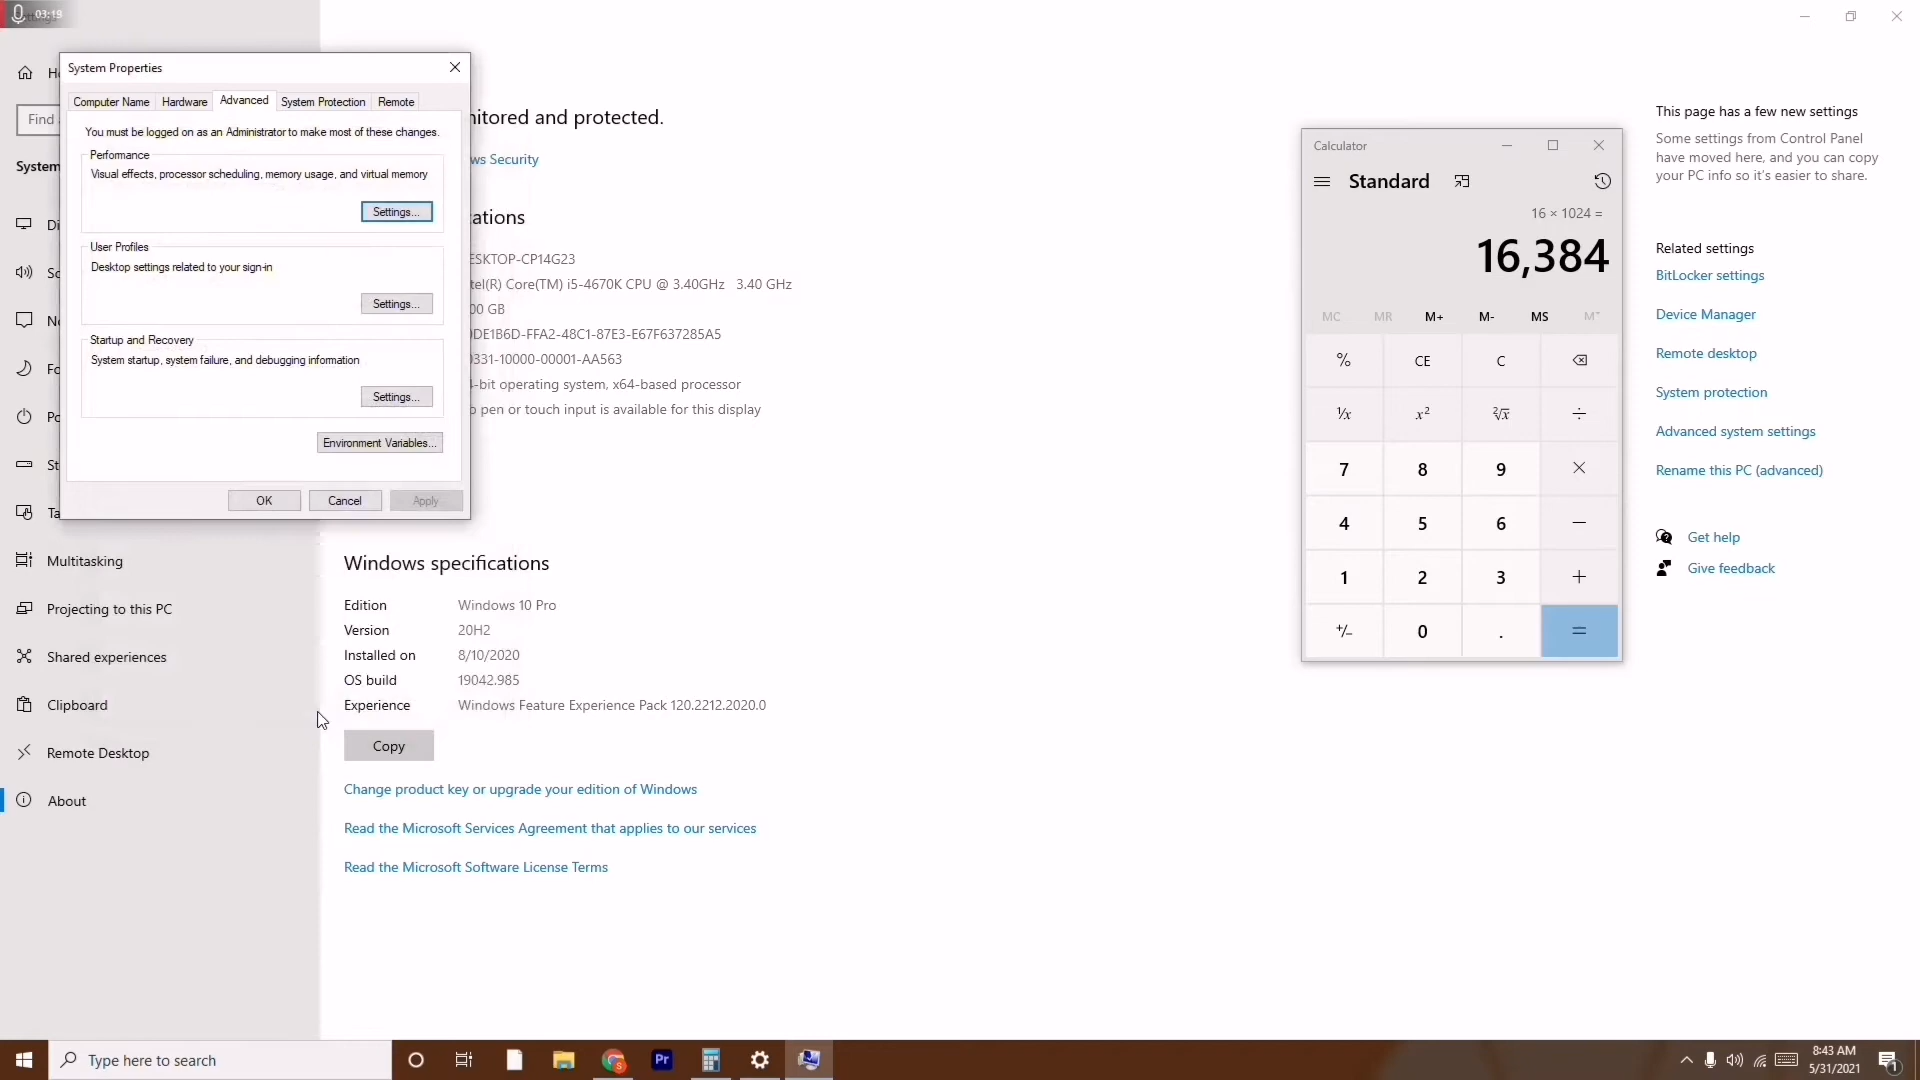 03:19
System Properties
Computer Name
Hardware
Advanced
System Protection
Remote
You must be logged on as an Administrator to make most of these changes.
Performance
Visual effects, processor scheduling, memory usage, and virtual memory
Settings...
User Profiles
Desktop settings related to your sign-in
Settings...
Startup and Recovery
System startup, system failure, and debugging information
Settings...
Environment Variables...
OK
Cancel
Apply
Find
System
Multitasking
Projecting to this PC
Shared experiences
Clipboard
Remote Desktop
About
itored and protected.
ws Security
ations
ESKTOP-CP14G23
tel(R) Core(TM) i5-4670K CPU @ 3.40GHz 3.40 GHz
00 GB
DE1B6D-FFA2-48C1-87E3-E67F637285A5
0331-10000-00001-AA563
-bit operating system, x64-based processor
o pen or touch input is available for this display
Windows specifications
Edition Windows 10 Pro
Version 20H2
Installed on 8/10/2020
OS build 19042.985
Experience Windows Feature Experience Pack 120.2212.2020.0
Copy
Change product key or upgrade your edition of Windows
Read the Microsoft Services Agreement that applies to our services
Read the Microsoft Software License Terms
Calculator
Standard
16 × 1024 =
16,384
MC MR M+ M- MS M˅
% CE C
¹/x x² ²√x ÷
7 8 9 ×
4 5 6 −
1 2 3 +
+/− 0 . =
This page has a few new settings
Some settings from Control Panel
have moved here, and you can copy
your PC info so it's easier to share.
Related settings
BitLocker settings
Device Manager
Remote desktop
System protection
Advanced system settings
Rename this PC (advanced)
Get help
Give feedback
Type here to search
Pr
8:43 AM
5/31/2021
1